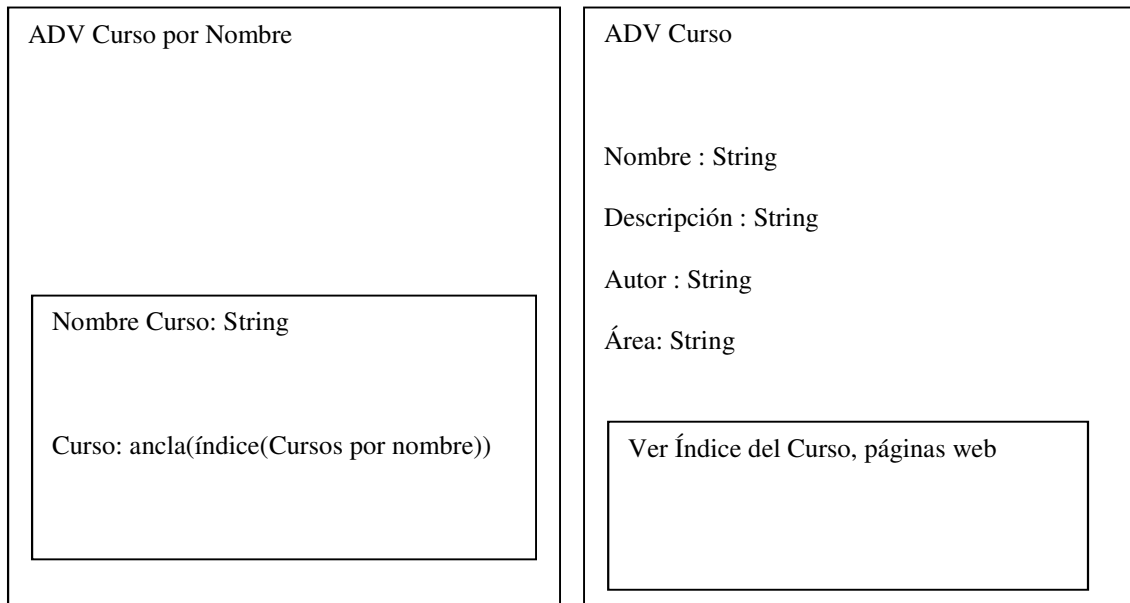 ADV Curso por Nombre
Nombre Curso: String
Curso: ancla(índice(Cursos por nombre))
ADV Curso
Nombre : String
Descripción : String
Autor : String
Área: String
Ver Índice del Curso, páginas web